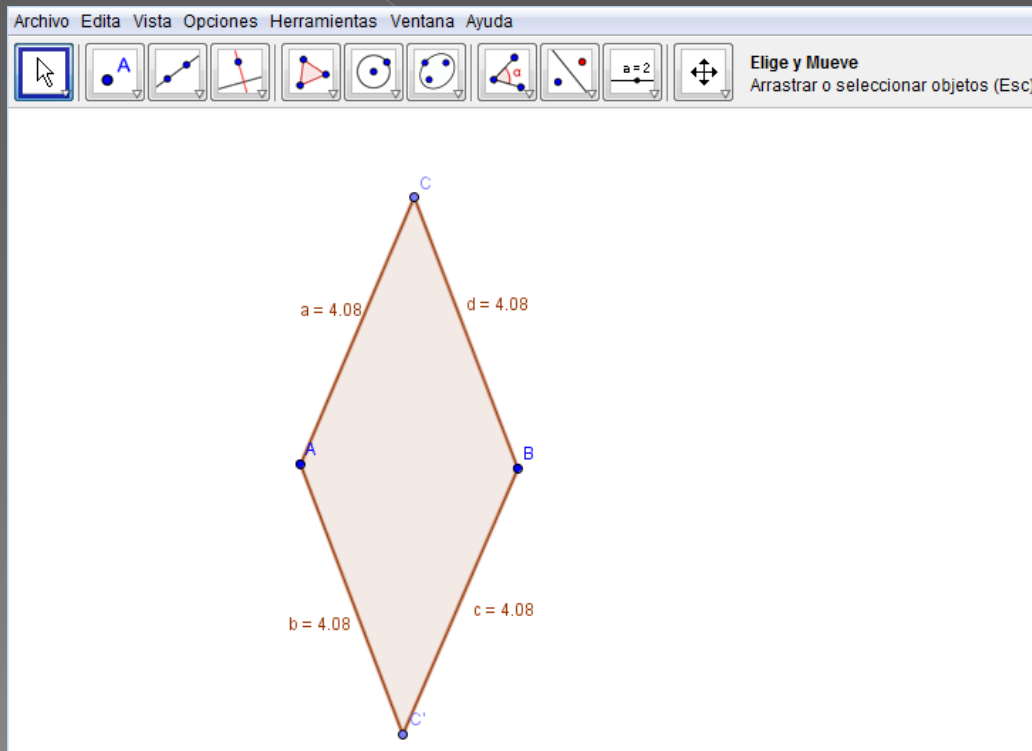 Archivo Edita Vista Opciones Herramientas Ventana Ayuda
A
α
a=2
Elige y Mueve
Arrastrar o seleccionar objetos (Esc)
C
a = 4.08
d = 4.08
A
B
b = 4.08
c = 4.08
C'